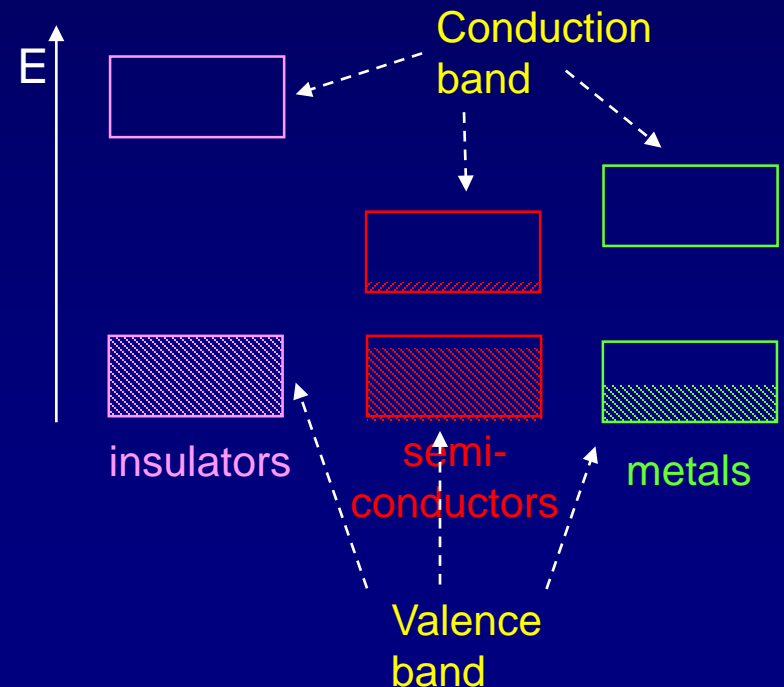 Conduction
band
E
insulators
semi-
conductors
metals
Valence
band